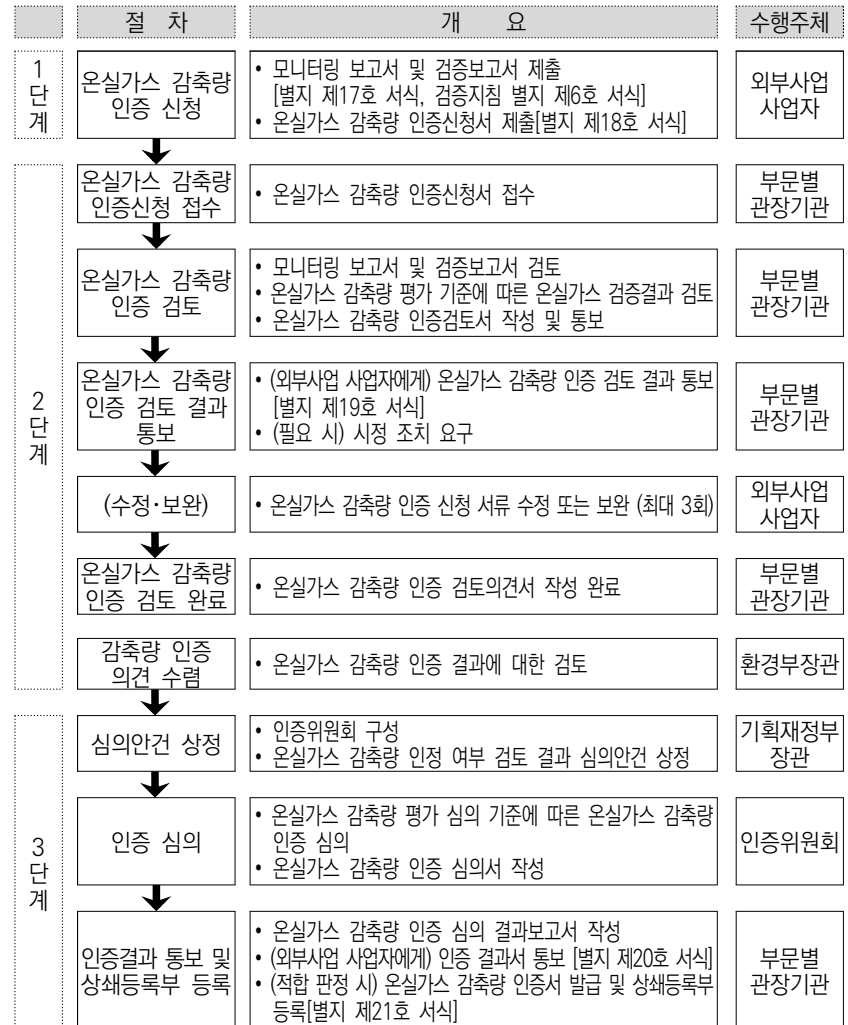 절 차
개 요
수행주체
1
단
계
온실가스 감축량
인증 신청
• 모니터링 보고서 및 검증보고서 제출
[별지 제17호 서식, 검증지침 별지 제6호 서식]
• 온실가스 감축량 인증신청서 제출[별지 제18호 서식]
외부사업
사업자
2
단
계
온실가스 감축량
인증신청 접수
• 온실가스 감축량 인증신청서 접수
부문별
관장기관
온실가스 감축량
인증 검토
• 모니터링 보고서 및 검증보고서 검토
• 온실가스 감축량 평가 기준에 따른 온실가스 검증결과 검토
• 온실가스 감축량 인증검토서 작성 및 통보
부문별
관장기관
온실가스 감축량
인증 검토 결과
통보
• (외부사업 사업자에게) 온실가스 감축량 인증 검토 결과 통보
[별지 제19호 서식]
• (필요 시) 시정 조치 요구
부문별
관장기관
(수정·보완)
• 온실가스 감축량 인증 신청 서류 수정 또는 보완 (최대 3회)
외부사업
사업자
온실가스 감축량
인증 검토 완료
• 온실가스 감축량 인증 검토의견서 작성 완료
부문별
관장기관
감축량 인증
의견 수렴
• 온실가스 감축량 인증 결과에 대한 검토
환경부장관
3
단
계
심의안건 상정
• 인증위원회 구성
• 온실가스 감축량 인정 여부 검토 결과 심의안건 상정
기획재정부
장관
인증 심의
• 온실가스 감축량 평가 심의 기준에 따른 온실가스 감축량
인증 심의
• 온실가스 감축량 인증 심의서 작성
인증위원회
인증결과 통보 및
상쇄등록부 등록
• 온실가스 감축량 인증 심의 결과보고서 작성
• (외부사업 사업자에게) 인증 결과서 통보 [별지 제20호 서식]
• (적합 판정 시) 온실가스 감축량 인증서 발급 및 상쇄등록부
등록[별지 제21호 서식]
부문별
관장기관